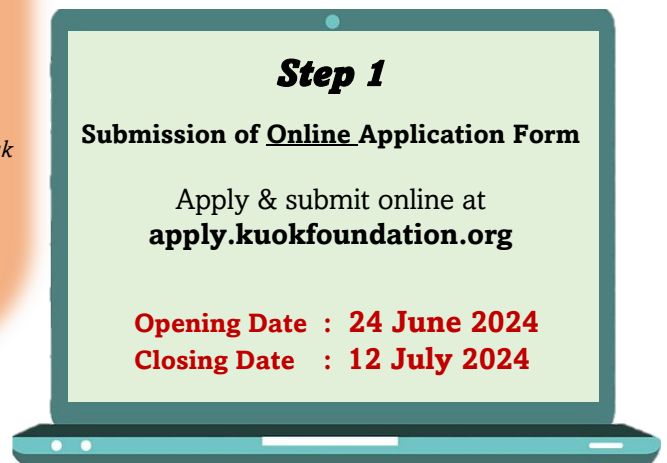 Step 1
Submission of Online Application Form
Apply & submit online at
apply.kuokfoundation.org
Opening Date : 24 June 2024
Closing Date : 12 July 2024